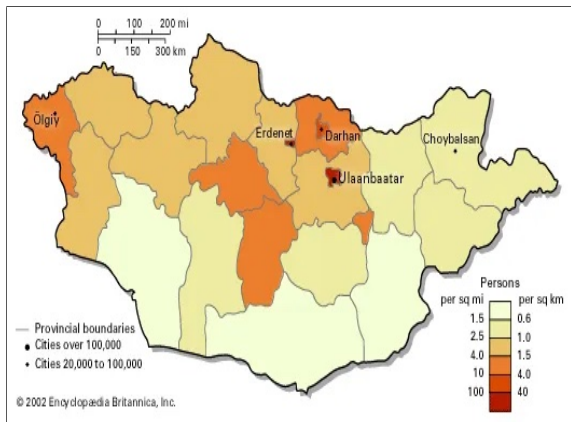 0 100 200 mi
0 150 300 km
Ölgiy
Erdenet
Darhan
Choybalsan
Ulaanbaatar
Persons
per sq mi per sq km
1.5 0.6
2.5 1.0
4.0 1.5
10 4.0
100 40
Provincial boundaries
Cities over 100,000
Cities 20,000 to 100,000
© 2002 Encyclopædia Britannica, Inc.